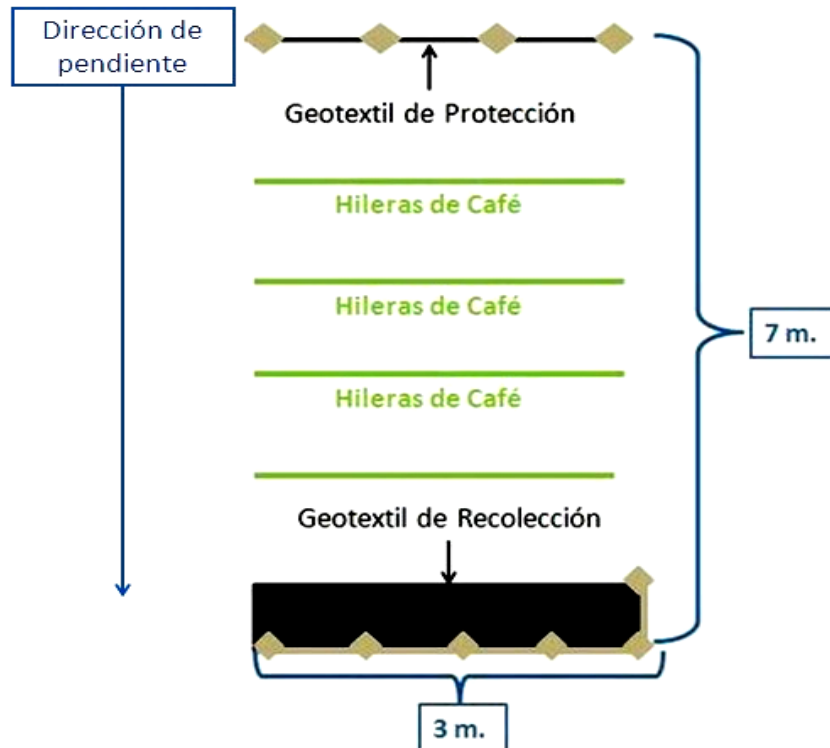 Dirección de
pendiente
Geotextil de Protección
Hileras de Café
Hileras de Café
7 m.
Hileras de Café
Geotextil de Recolección
3 m.